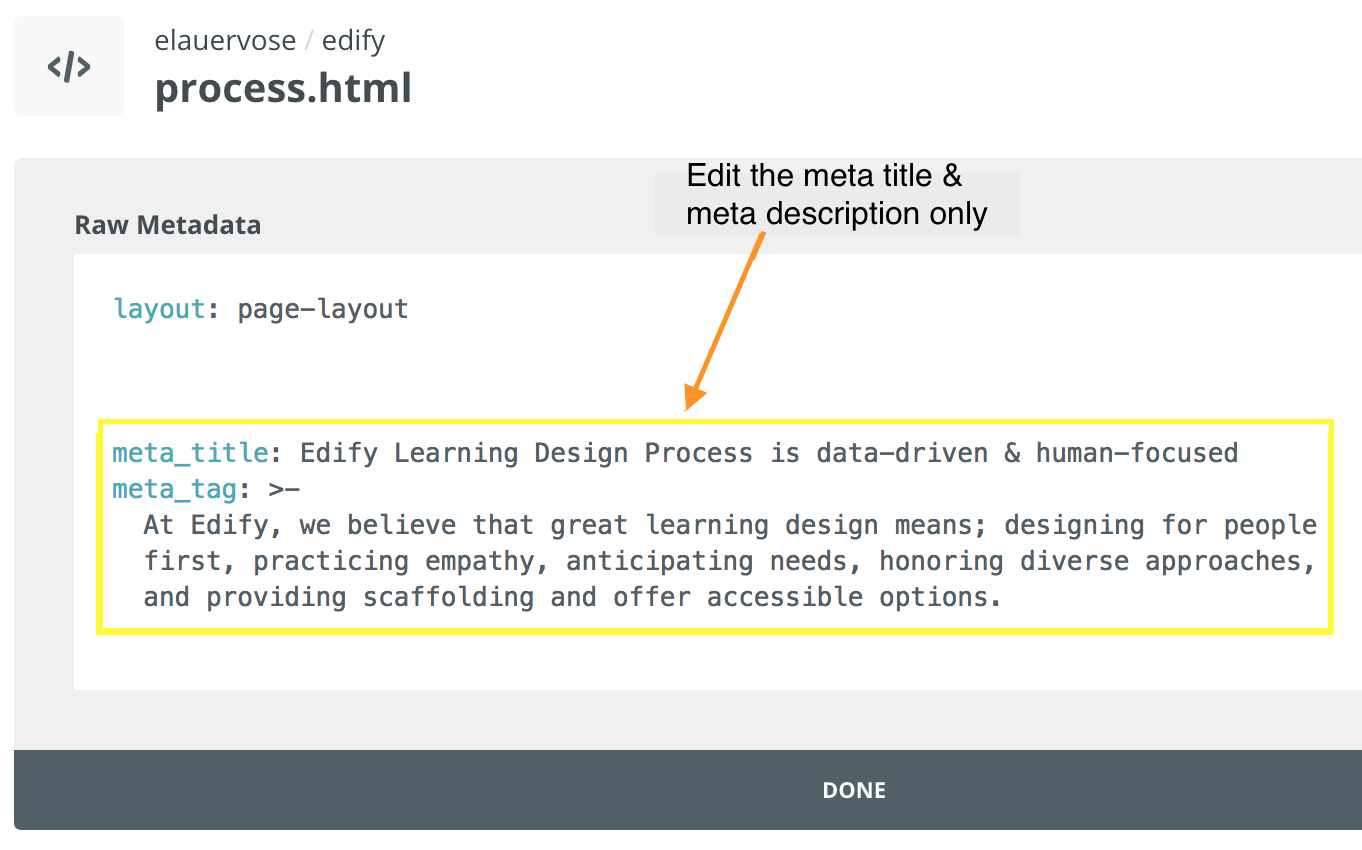 </>
elauervose / edify
process.html
Edit the meta title &
meta description only
Raw Metadata
layout: page-layout
meta_title: Edify Learning Design Process is data-driven & human-focused
meta_tag: >-
At Edify, we believe that great learning design means; designing for people
first, practicing empathy, anticipating needs, honoring diverse approaches,
and providing scaffolding and offer accessible options.
DONE